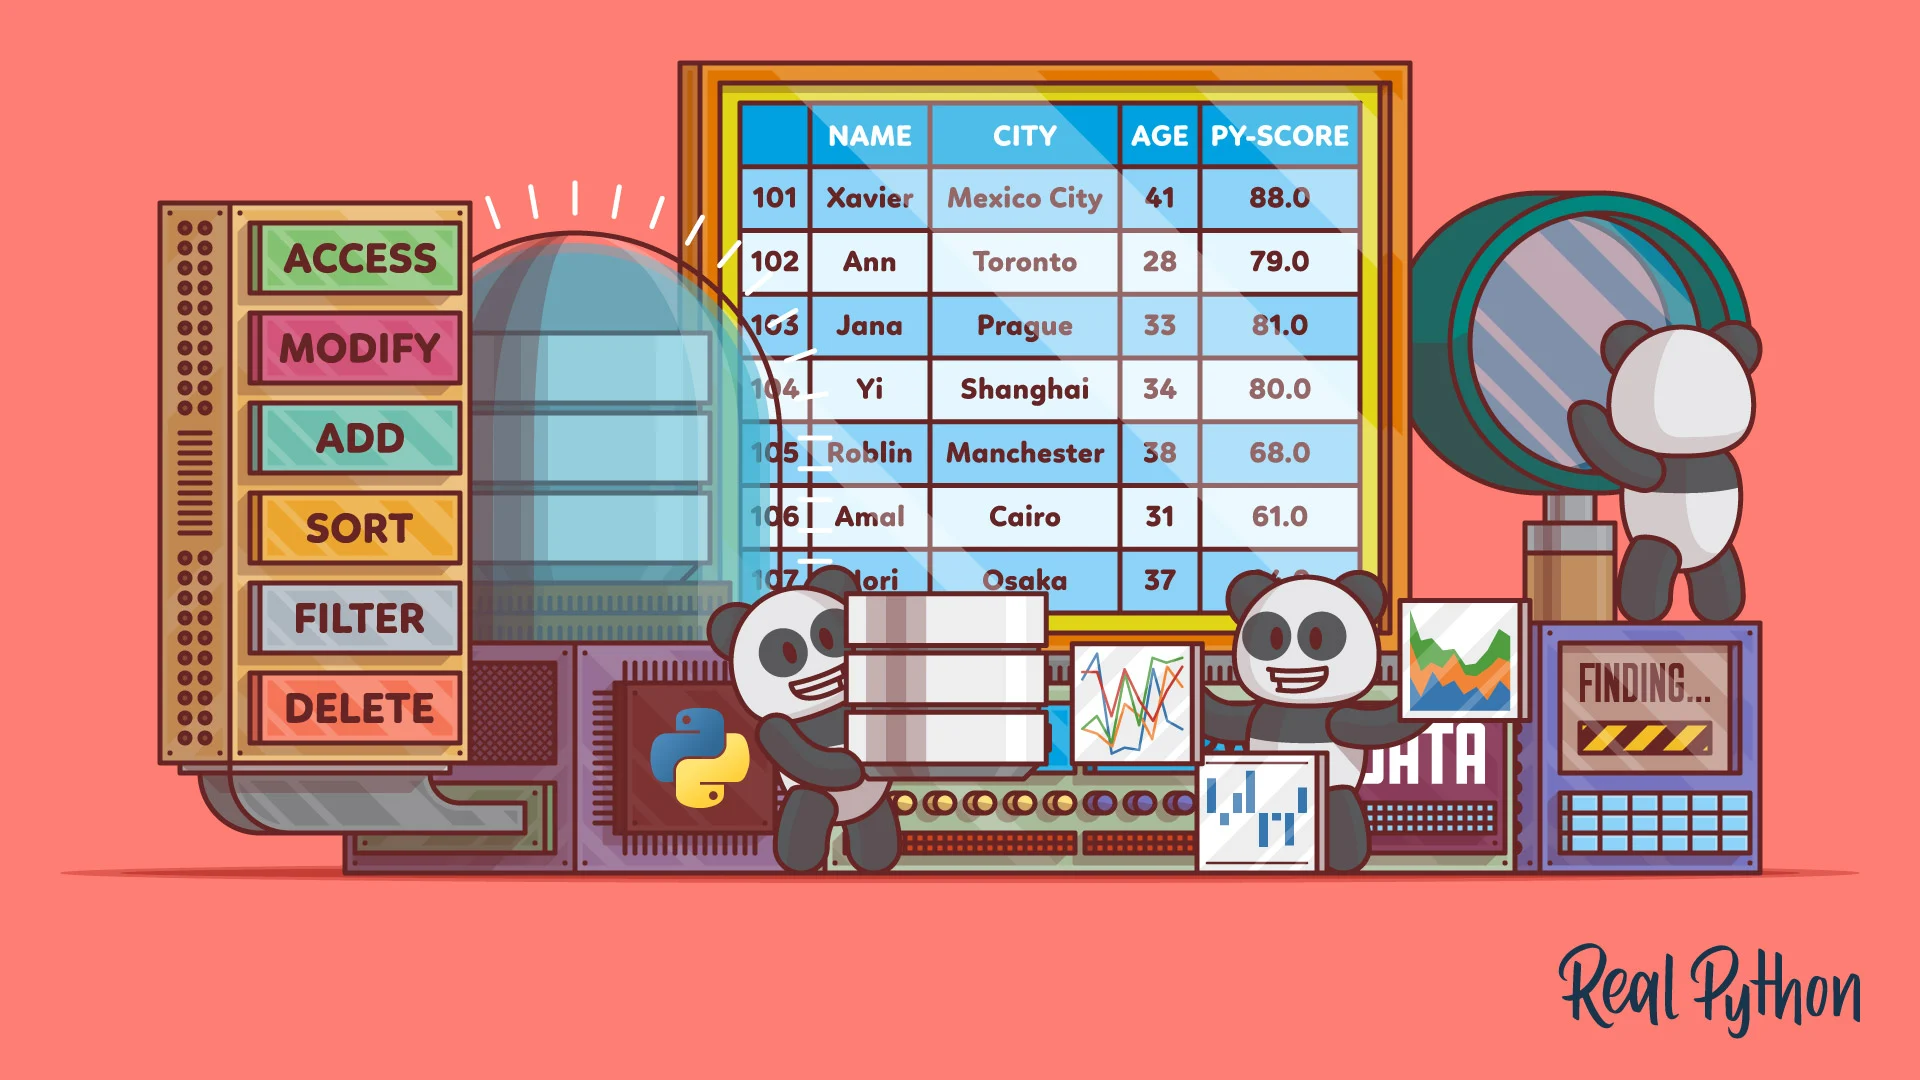 ACCESS
MODIFY
ADD
SORT
FILTER
DELETE
NAME CITY AGE PY-SCORE
101 Xavier Mexico City 41 88.0
102 Ann Toronto 28 79.0
103 Jana Prague 33 81.0
104 Yi Shanghai 34 80.0
105 Roblin Manchester 38 68.0
106 Amal Cairo 31 61.0
107 Osaka 37
FINDING...
DATA
Real Python